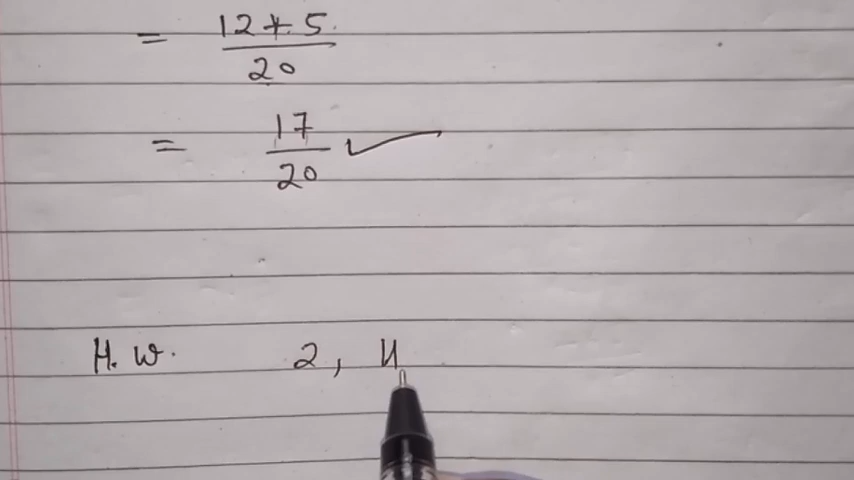 = 12 + 5
20
= 17
20
H. W. 2, 4